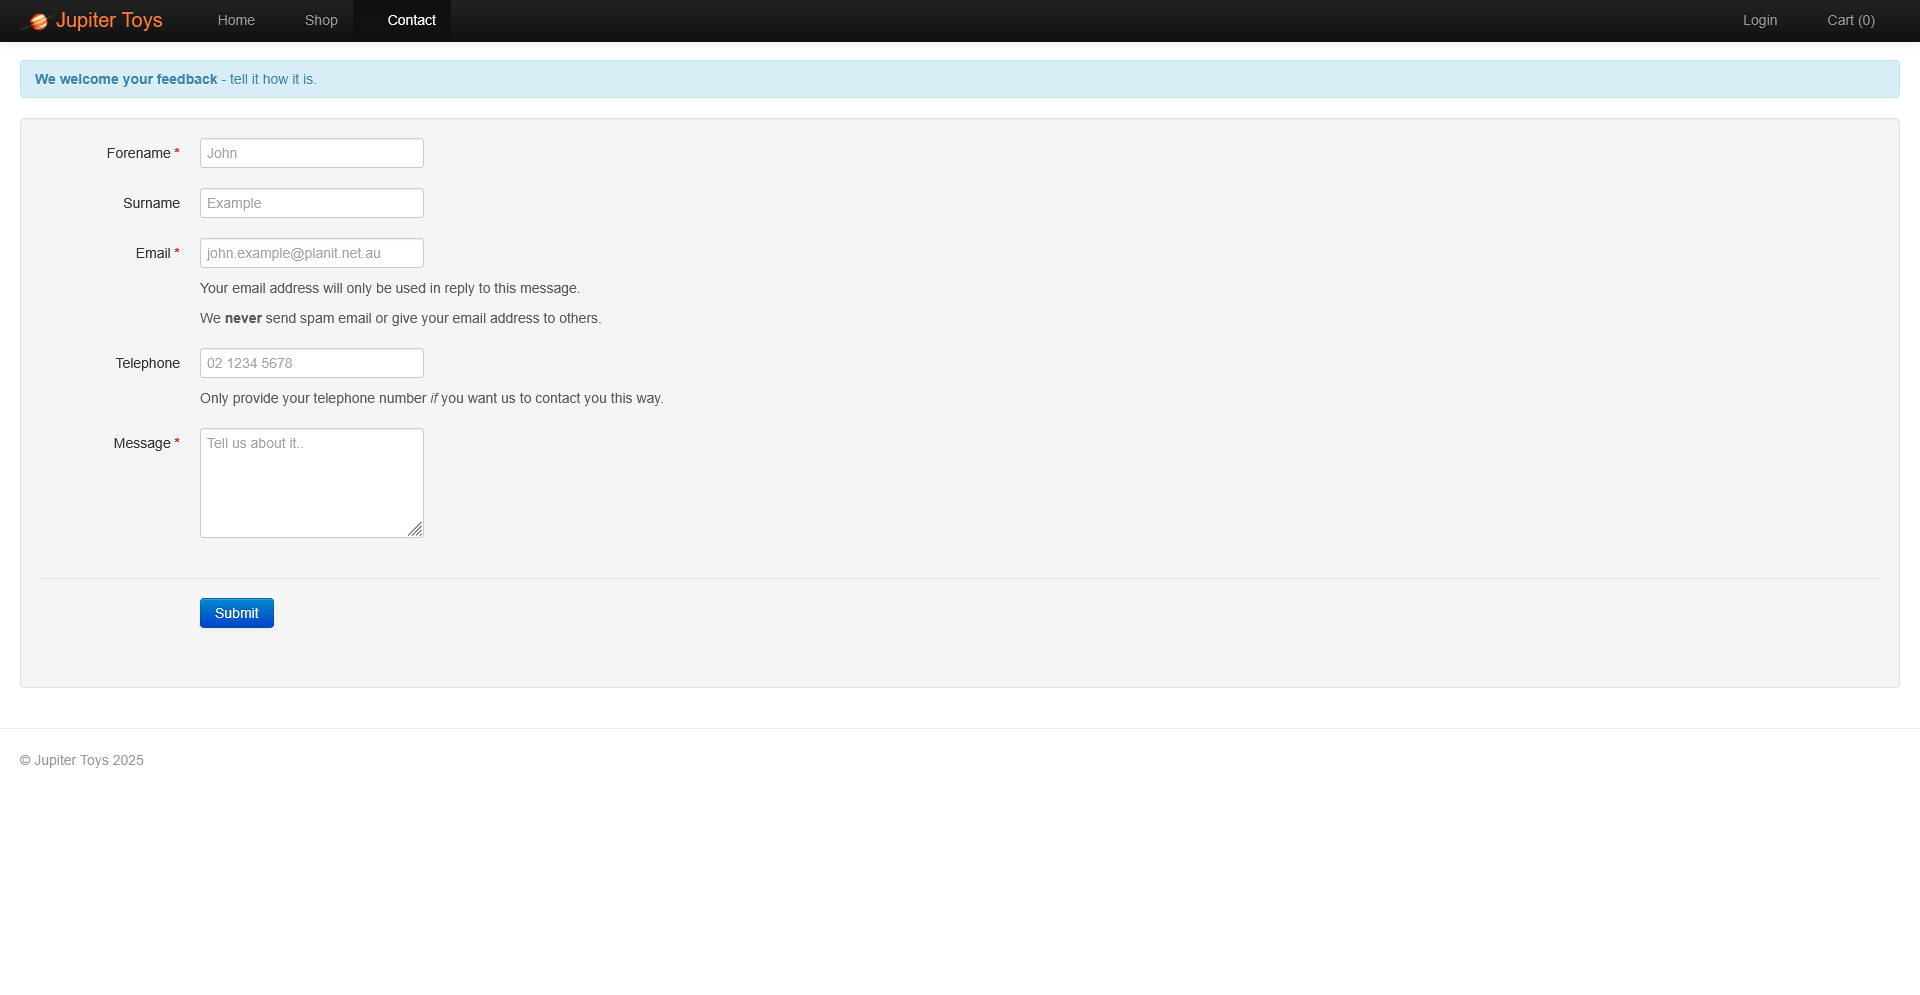 Jupiter Toys Home Shop Contact Login Cart (0)
We welcome your feedback - tell it how it is.
Forename * John
Surname Example
Email * john.example@planit.net.au
Your email address will only be used in reply to this message.
We never send spam email or give your email address to others.
Telephone 02 1234 5678
Only provide your telephone number if you want us to contact you this way.
Message * Tell us about it..
Submit
© Jupiter Toys 2025